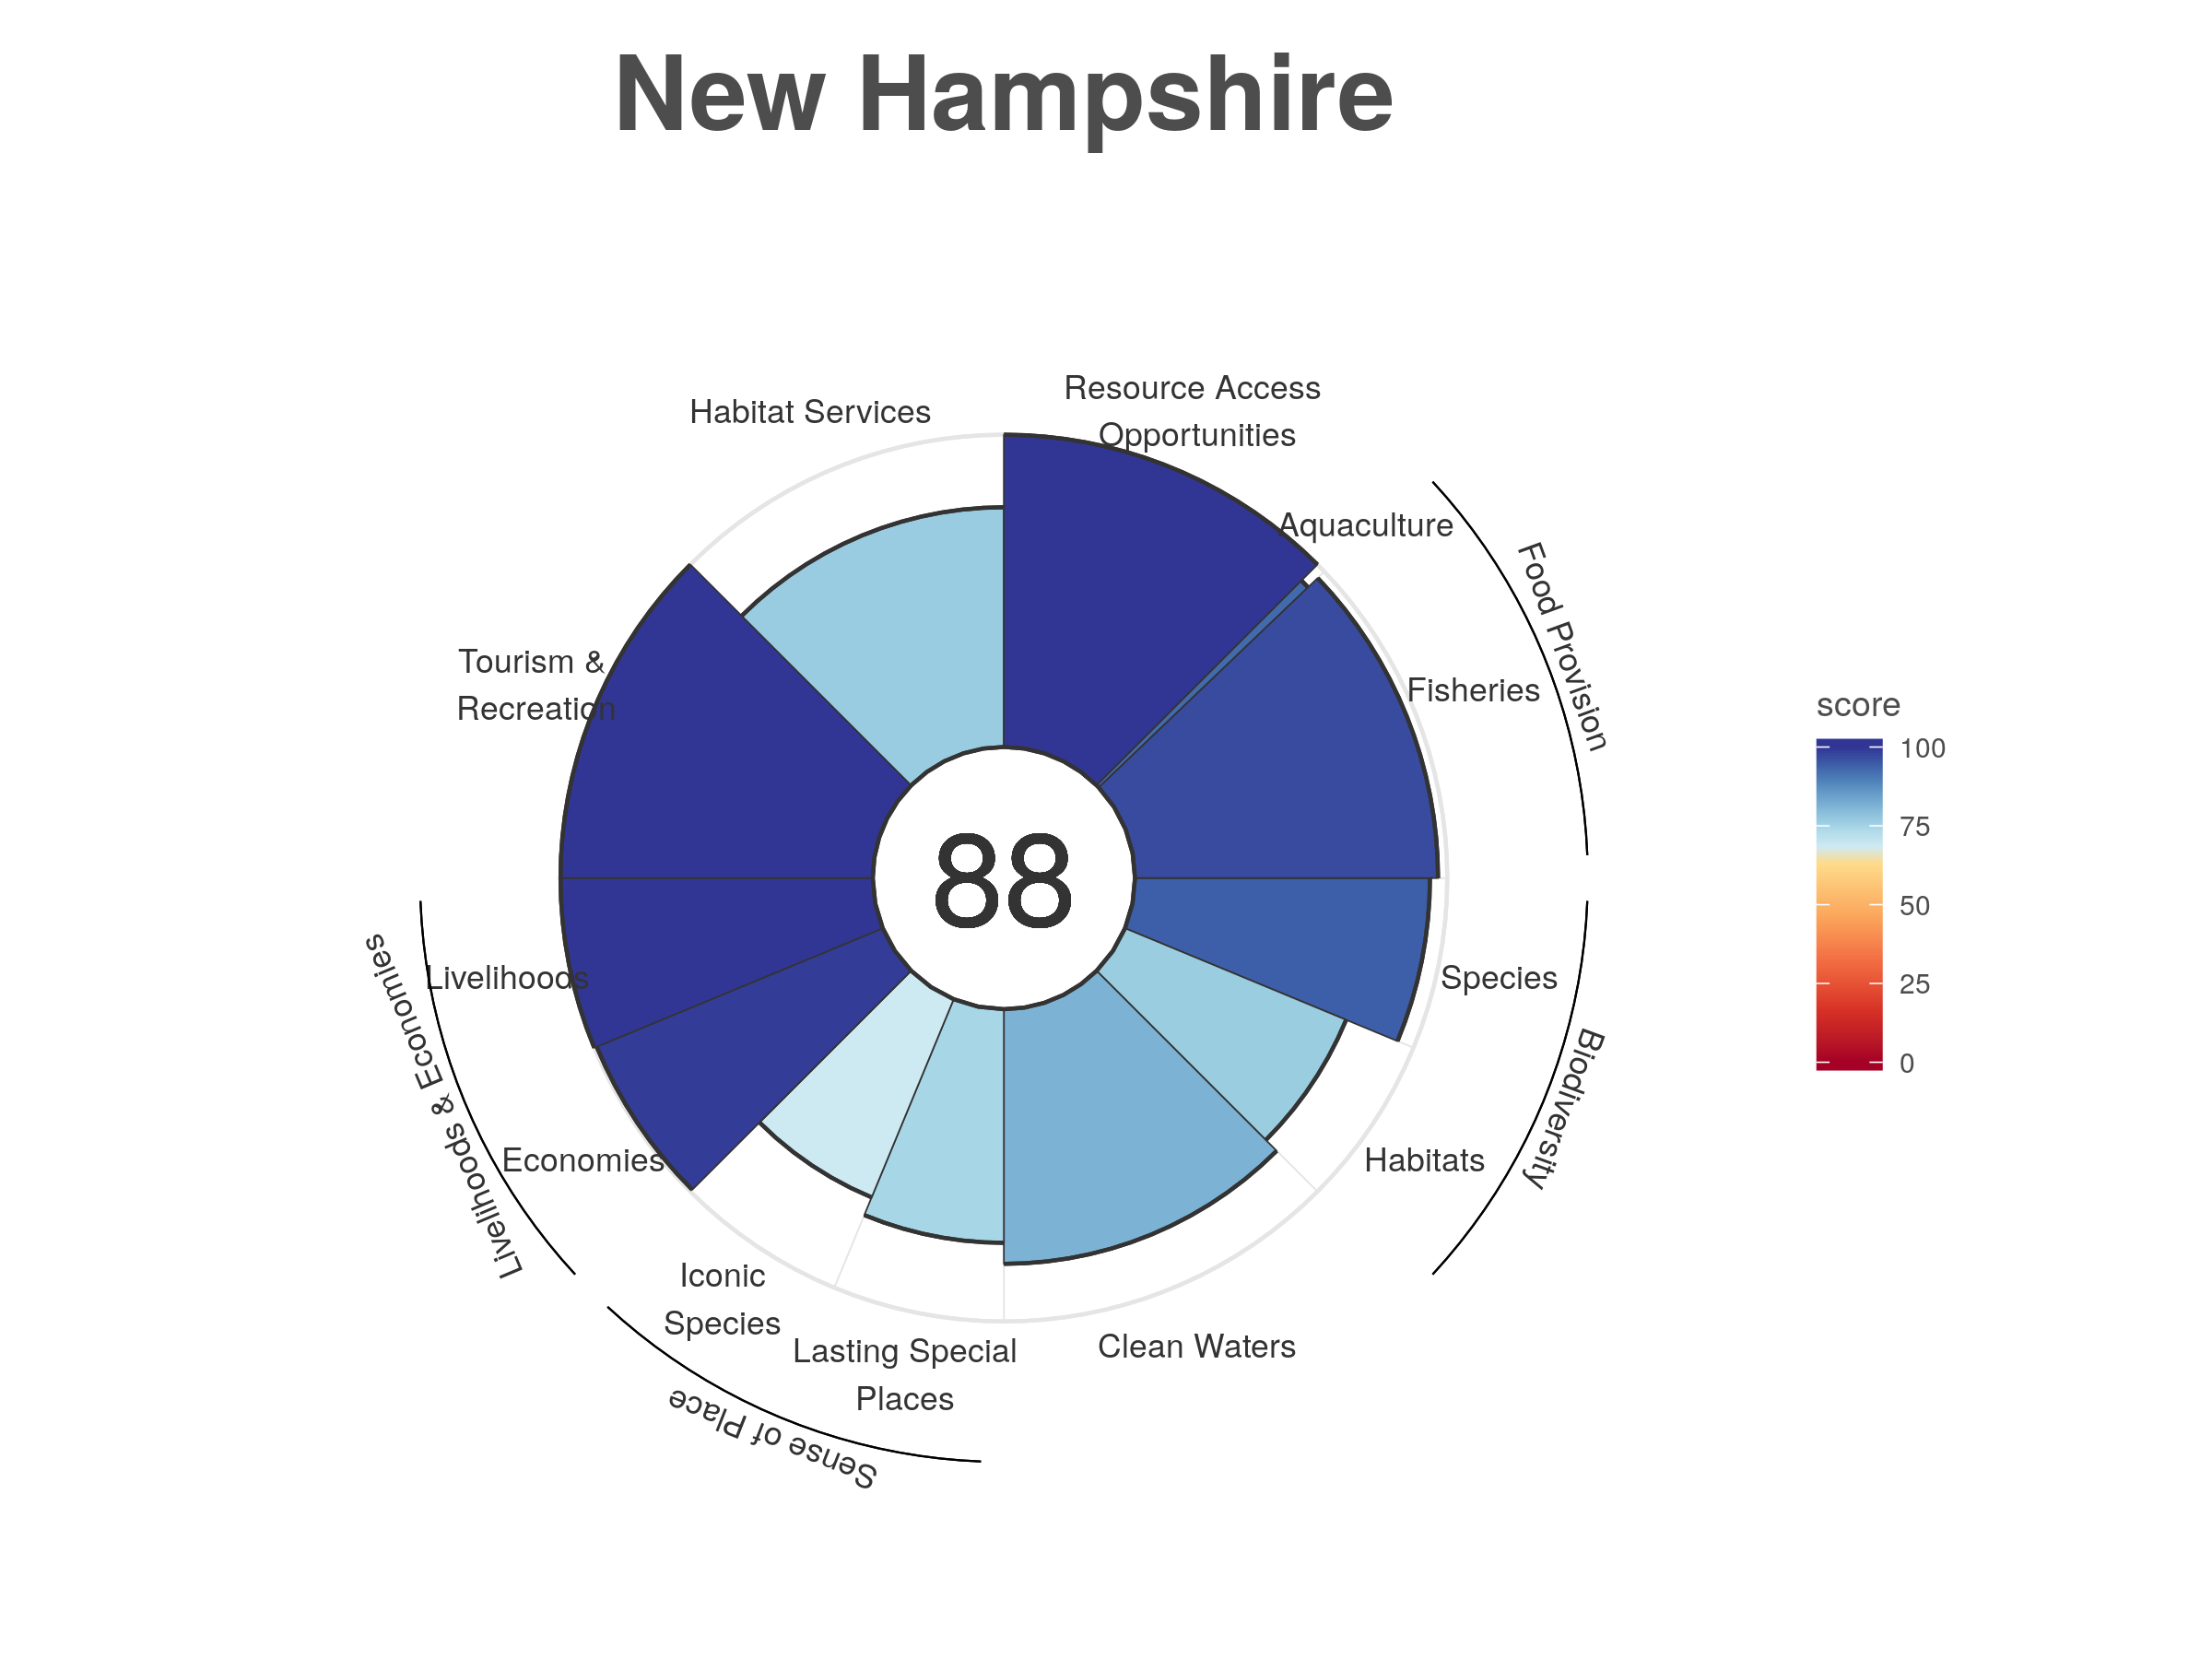 New Hampshire
Resource Access
Opportunities
Habitat Services
Aquaculture
Food Provision
Fisheries
Tourism &
Recreation
score
100
75
50
25
0
88
Species
Livelihoods
Biodiversity
Livelihoods & Economies
Habitats
Economies
Iconic
Species
Clean Waters
Lasting Special
Places
Sense of Place